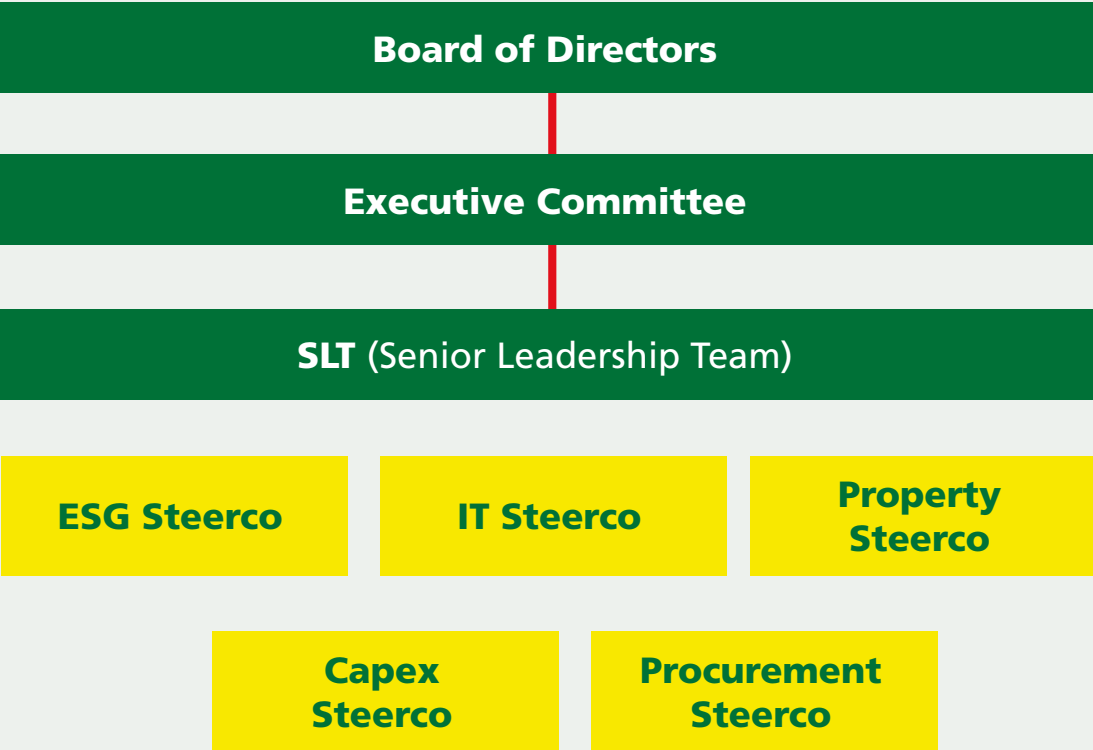 Board of Directors
Executive Committee
SLT (Senior Leadership Team)
ESG Steerco
IT Steerco
Property
Steerco
Capex
Steerco
Procurement
Steerco